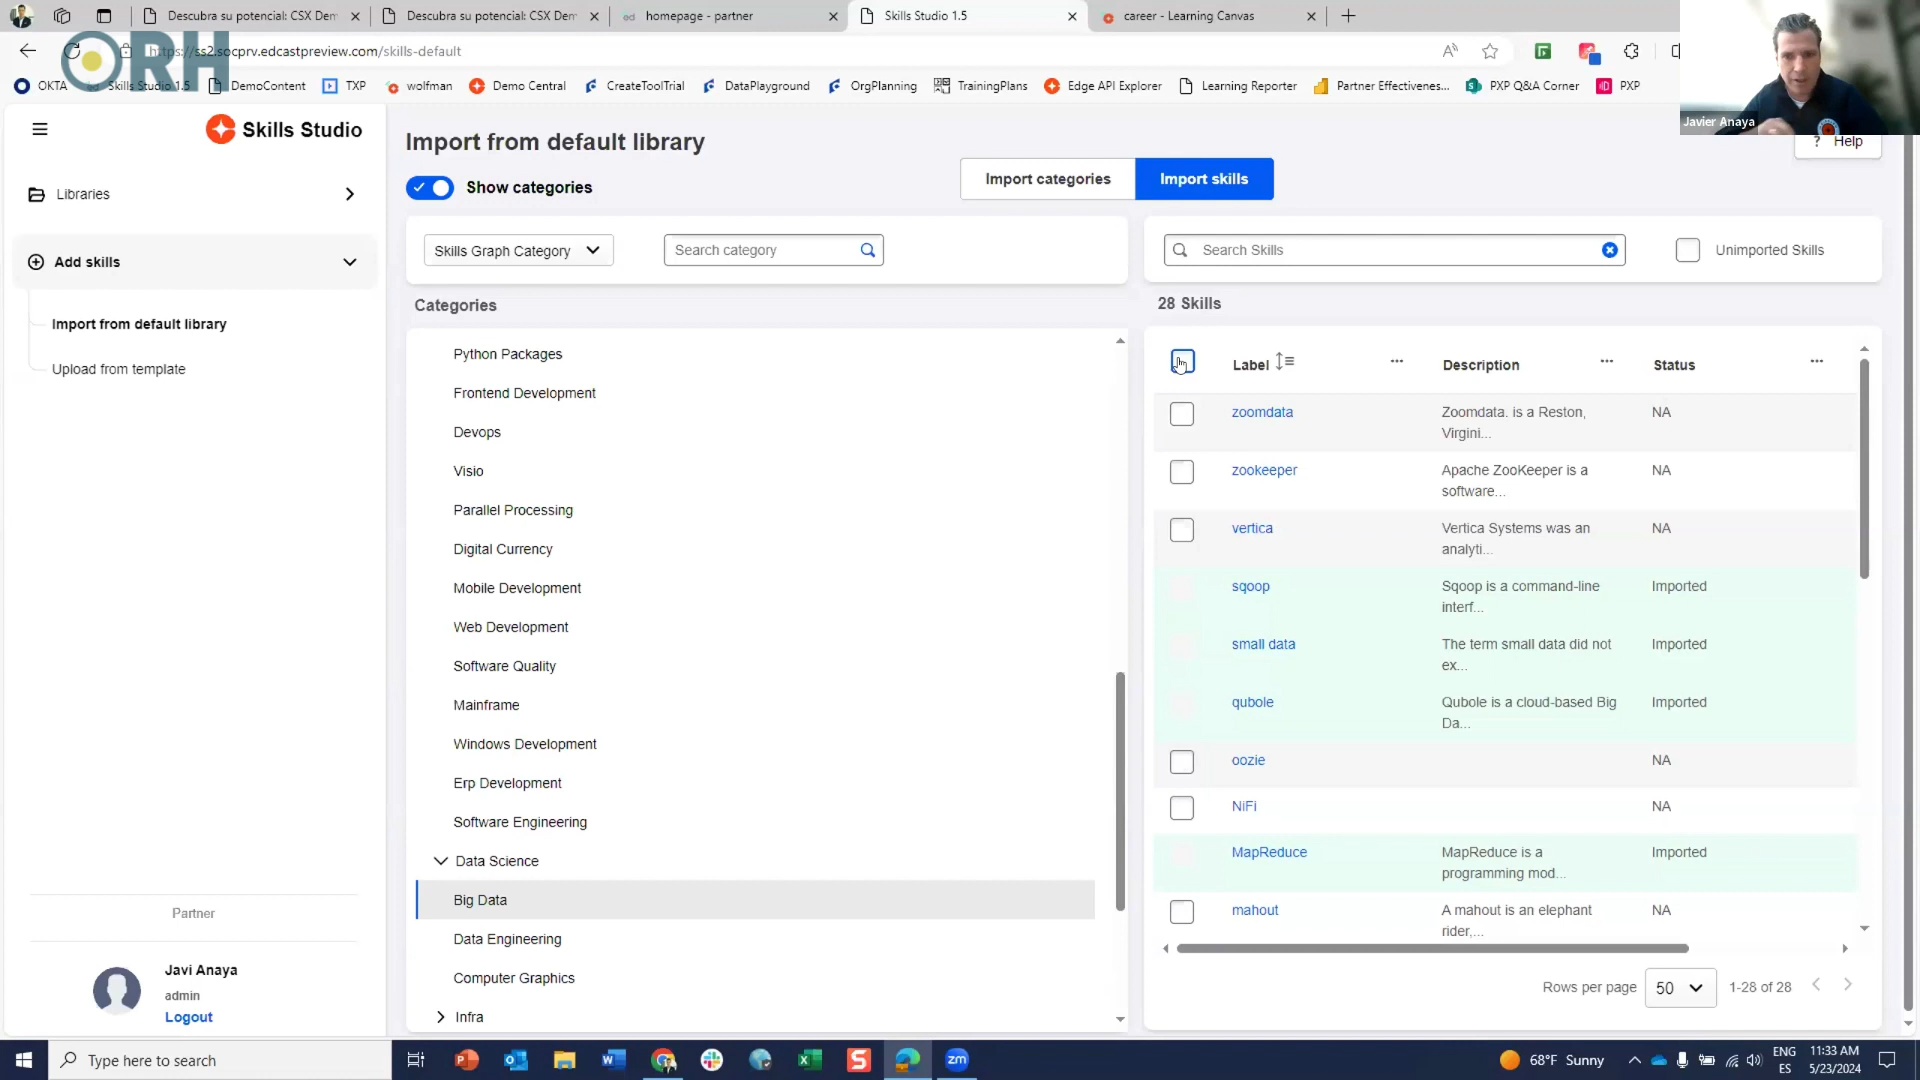 Descubra su potencial: CSX Dem
Descubra su potencial: CSX Dem
homepage - partner
Skills Studio 1.5
career - Learning Canvas
https://ss2.socprv.edcastpreview.com/skills-default
ORH
OKTA
Skills Studio 1.5
DemoContent
TXP
wolfman
Demo Central
CreateToolTrial
DataPlayground
OrgPlanning
TrainingPlans
Edge API Explorer
Learning Reporter
Partner Effectivenes...
PXP Q&A Corner
PXP
Javier Anaya
Skills Studio
Libraries
Add skills
Import from default library
Upload from template
Partner
Javi Anaya
admin
Logout
Import from default library
Show categories
Import categories
Import skills
? Help
Skills Graph Category
Search category
Search Skills
Unimported Skills
Categories
Python Packages
Frontend Development
Devops
Visio
Parallel Processing
Digital Currency
Mobile Development
Web Development
Software Quality
Mainframe
Windows Development
Erp Development
Software Engineering
Data Science
Big Data
Data Engineering
Computer Graphics
Infra
28 Skills
Label
Description
Status
zoomdata
Zoomdata. is a Reston,
Virgini...
NA
zookeeper
Apache ZooKeeper is a
software...
NA
vertica
Vertica Systems was an
analyti...
NA
sqoop
Sqoop is a command-line
interf...
Imported
small data
The term small data did not
ex...
Imported
qubole
Qubole is a cloud-based Big
Da...
Imported
oozie
NA
NiFi
NA
MapReduce
MapReduce is a
programming mod...
Imported
mahout
A mahout is an elephant
rider,...
NA
Rows per page
50
1-28 of 28
Type here to search
68°F Sunny
ENG
ES
11:33 AM
5/23/2024